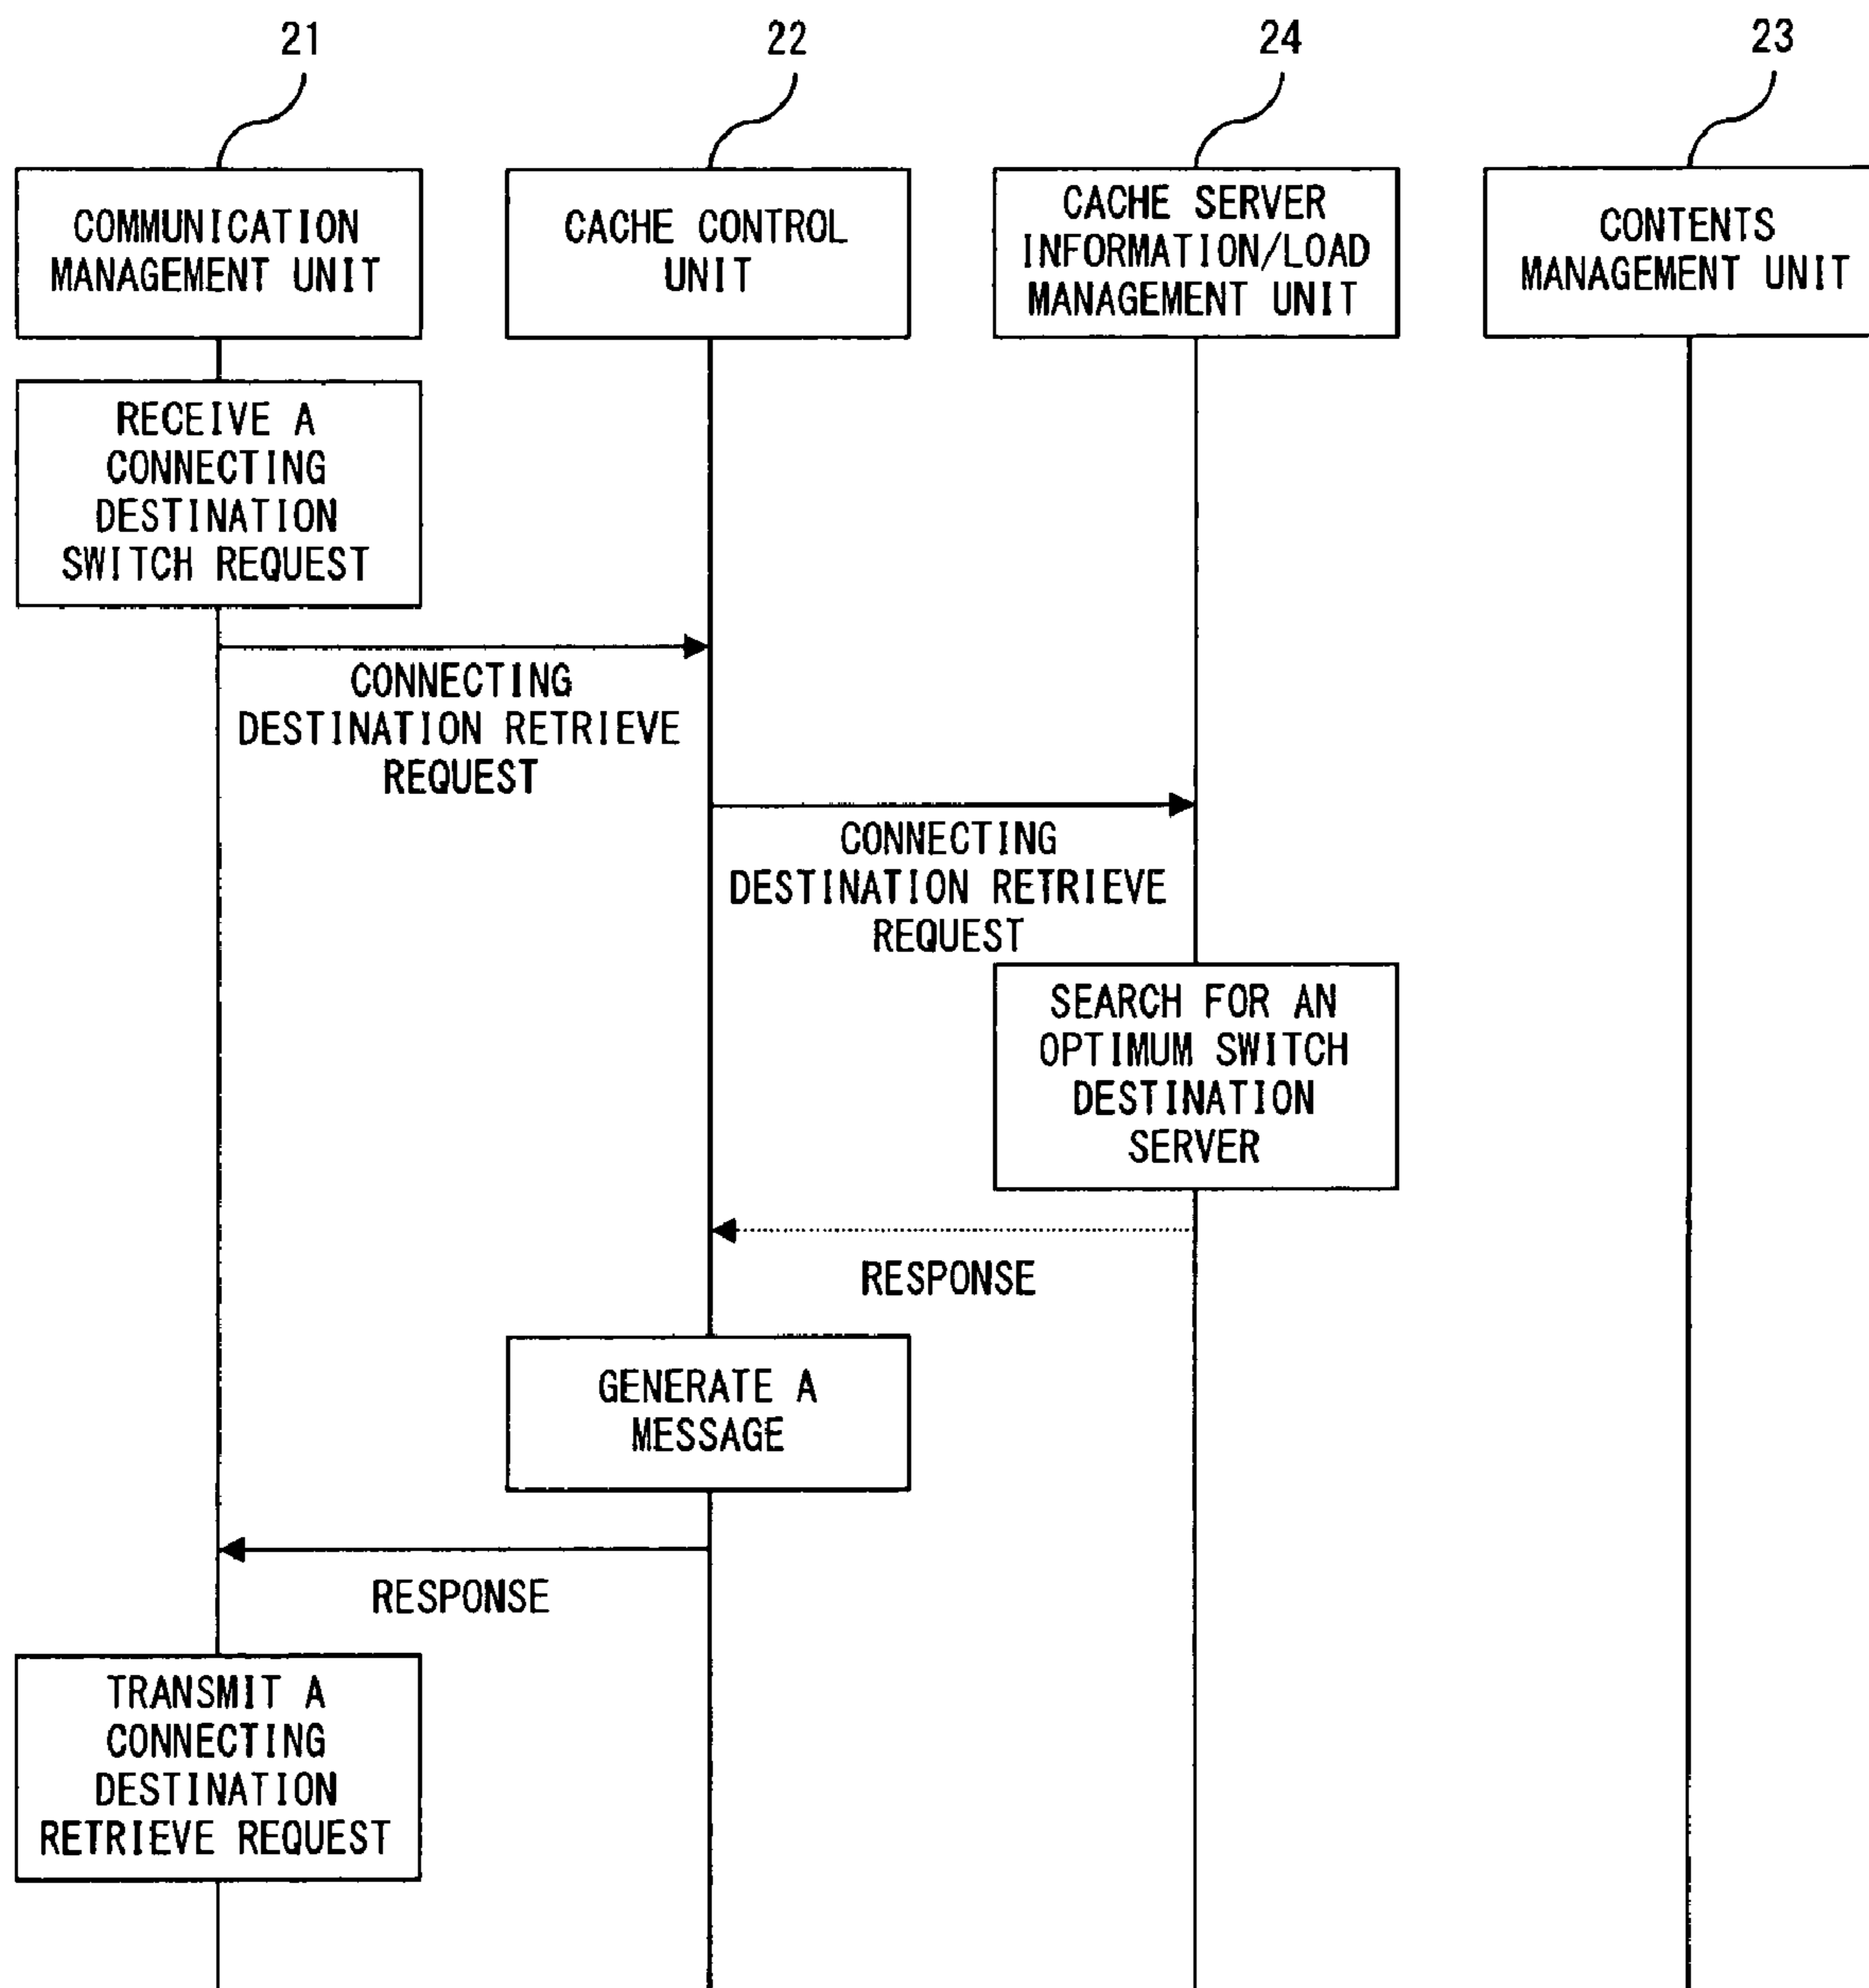 21
22
24
23
COMMUNICATION
MANAGEMENT UNIT
CACHE CONTROL
UNIT
CACHE SERVER
INFORMATION/LOAD
MANAGEMENT UNIT
CONTENTS
MANAGEMENT UNIT
RECEIVE A
CONNECTING
DESTINATION
SWITCH REQUEST
CONNECTING
DESTINATION RETRIEVE
REQUEST
CONNECTING
DESTINATION RETRIEVE
REQUEST
SEARCH FOR AN
OPTIMUM SWITCH
DESTINATION
SERVER
RESPONSE
GENERATE A
MESSAGE
RESPONSE
TRANSMIT A
CONNECTING
DESTINATION
RETRIEVE REQUEST